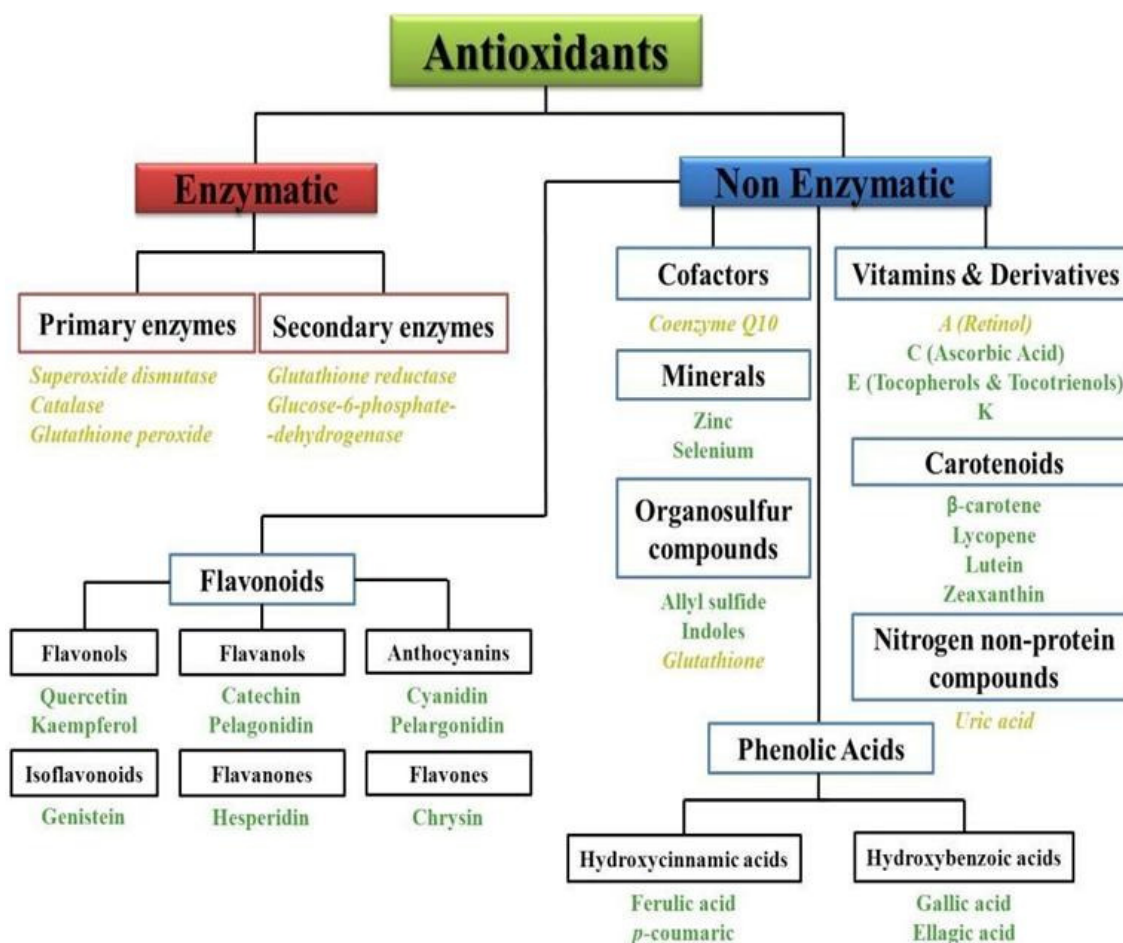 Antioxidants
Enzymatic
Non Enzymatic
Primary enzymes
Superoxide dismutase
Catalase
Glutathione peroxide
Secondary enzymes
Glutathione reductase
Glucose-6-phosphate-
-dehydrogenase
Cofactors
Coenzyme Q10
Minerals
Zinc
Selenium
Organosulfur
compounds
Allyl sulfide
Indoles
Glutathione
Vitamins & Derivatives
A (Retinol)
C (Ascorbic Acid)
E (Tocopherols & Tocotrienols)
K
Carotenoids
β-carotene
Lycopene
Lutein
Zeaxanthin
Nitrogen non-protein
compounds
Uric acid
Flavonoids
Flavonols
Quercetin
Kaempferol
Flavanols
Catechin
Pelagonidin
Anthocyanins
Cyanidin
Pelargonidin
Isoflavonoids
Genistein
Flavanones
Hesperidin
Flavones
Chrysin
Phenolic Acids
Hydroxycinnamic acids
Ferulic acid
p-coumaric
Hydroxybenzoic acids
Gallic acid
Ellagic acid